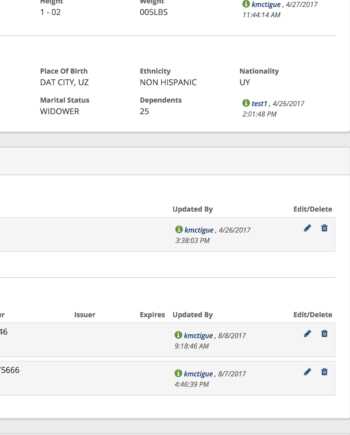 Height Weight kmctigue , 4/27/2017
1 - 02 005LBS 11:44:14 AM
Place Of Birth Ethnicity Nationality
DAT CITY, UZ NON HISPANIC UY
Marital Status Dependents test1 , 4/26/2017
WIDOWER 25 2:01:48 PM
Updated By Edit/Delete
kmctigue , 4/26/2017
3:38:03 PM
er Issuer Expires Updated By Edit/Delete
46 kmctigue , 8/8/2017
9:18:46 AM
75666 kmctigue , 8/7/2017
4:46:39 PM